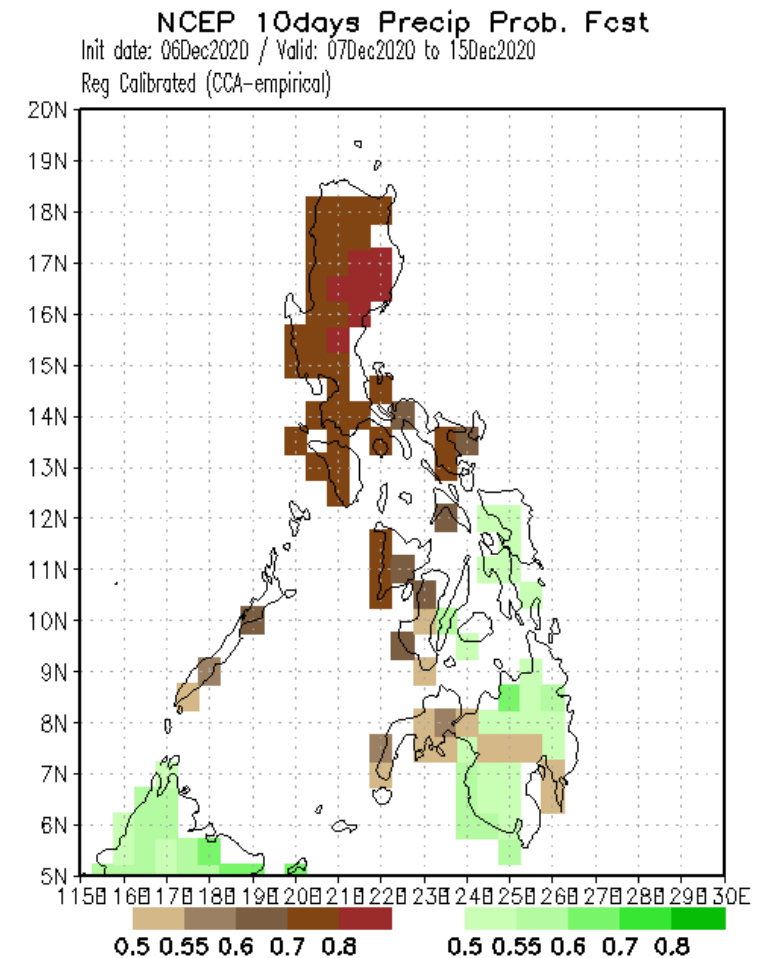 NCEP 10days Precip Prob. Fcst
Init date: 06Dec2020 / Valid: 07Dec2020 to 15Dec2020
Reg Calibrated (CCA-empirical)
20N
19N
18N
17N
16N
15N
14N
13N
12N
11N
10N
9N
8N
7N
6N
5N
115E 116E 117E 118E 119E 120E 121E 122E 123E 124E 125E 126E 127E 128E 129E 130E
0.5 0.55 0.6 0.7 0.8 0.5 0.55 0.6 0.7 0.8